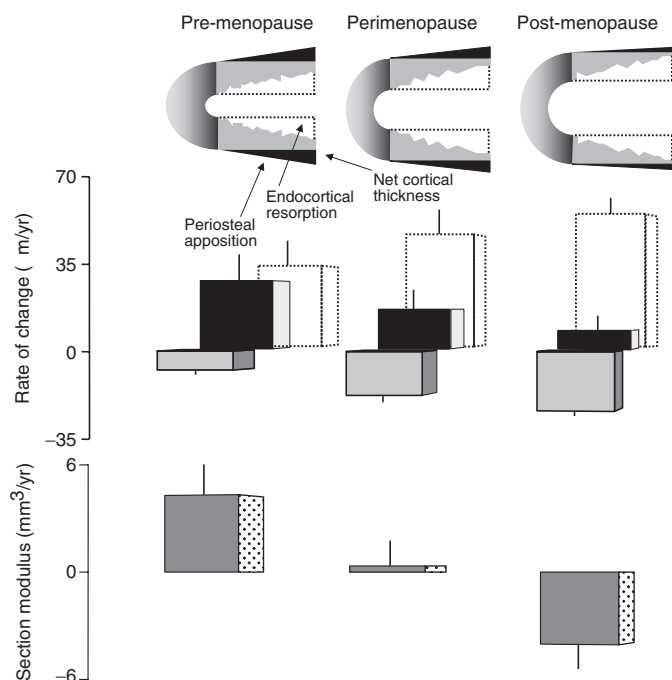 Pre-menopause Perimenopause Post-menopause
Net cortical
thickness
Endocortical
resorption
Periosteal
apposition
70
35
0
−35
Rate of change ( m/yr)
6
0
−6
Section modulus (mm³/yr)